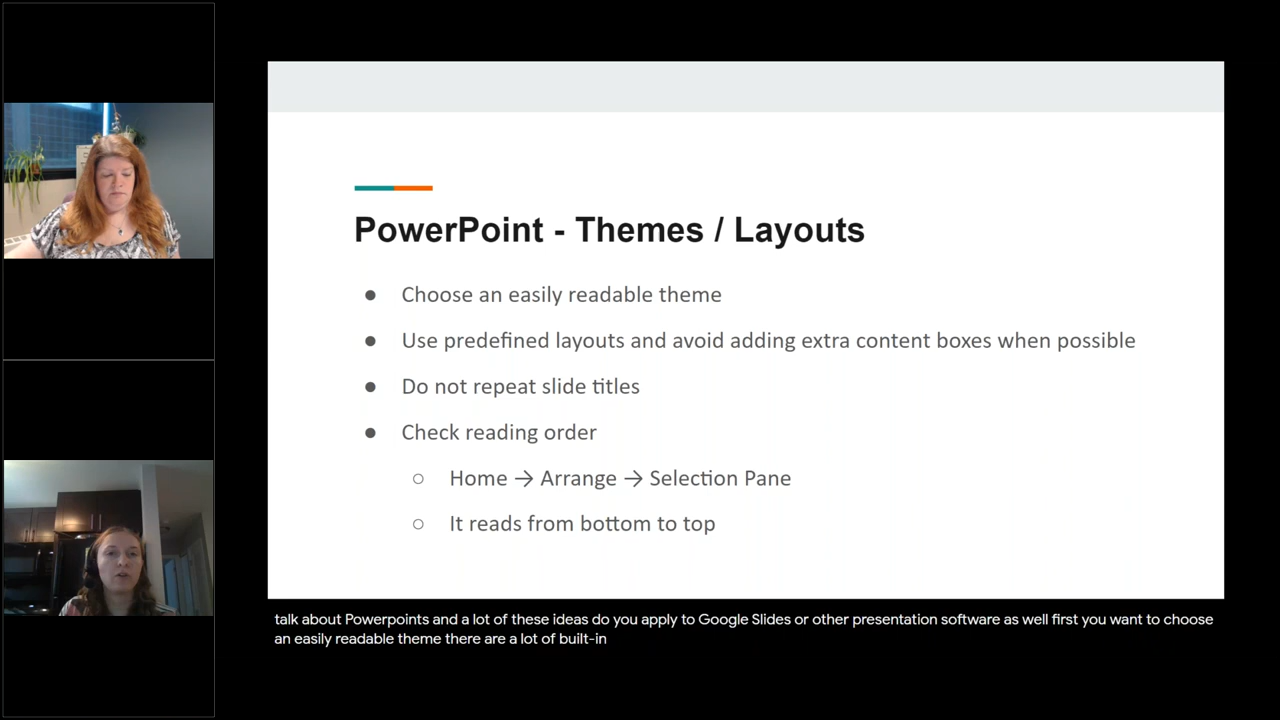 PowerPoint - Themes / Layouts
● Choose an easily readable theme
● Use predefined layouts and avoid adding extra content boxes when possible
● Do not repeat slide titles
● Check reading order
○ Home → Arrange → Selection Pane
○ It reads from bottom to top
talk about Powerpoints and a lot of these ideas do you apply to Google Slides or other presentation software as well first you want to choose
an easily readable theme there are a lot of built-in